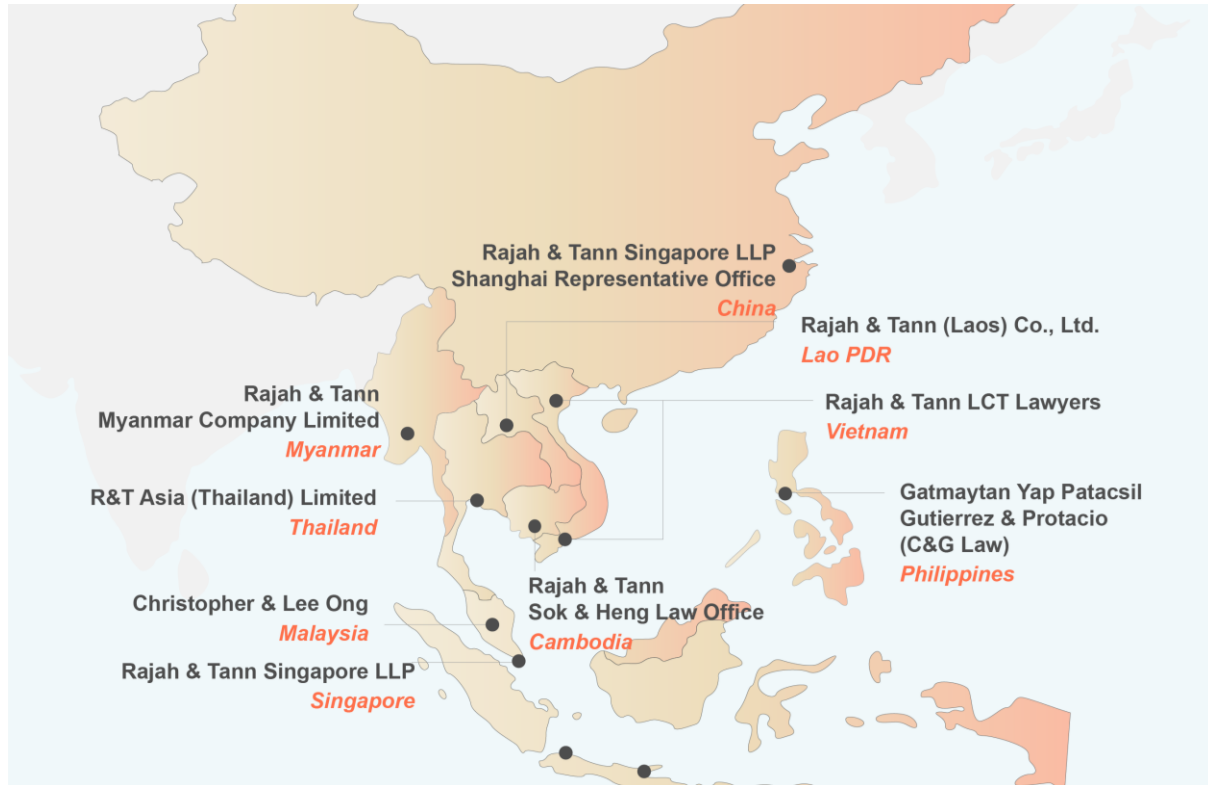 Rajah & Tann Singapore LLP
Shanghai Representative Office
China
Rajah & Tann (Laos) Co., Ltd.
Lao PDR
Rajah & Tann
Myanmar Company Limited
Myanmar
Rajah & Tann LCT Lawyers
Vietnam
R&T Asia (Thailand) Limited
Thailand
Gatmaytan Yap Patacsil
Gutierrez & Protacio
(C&G Law)
Philippines
Rajah & Tann
Sok & Heng Law Office
Cambodia
Christopher & Lee Ong
Malaysia
Rajah & Tann Singapore LLP
Singapore